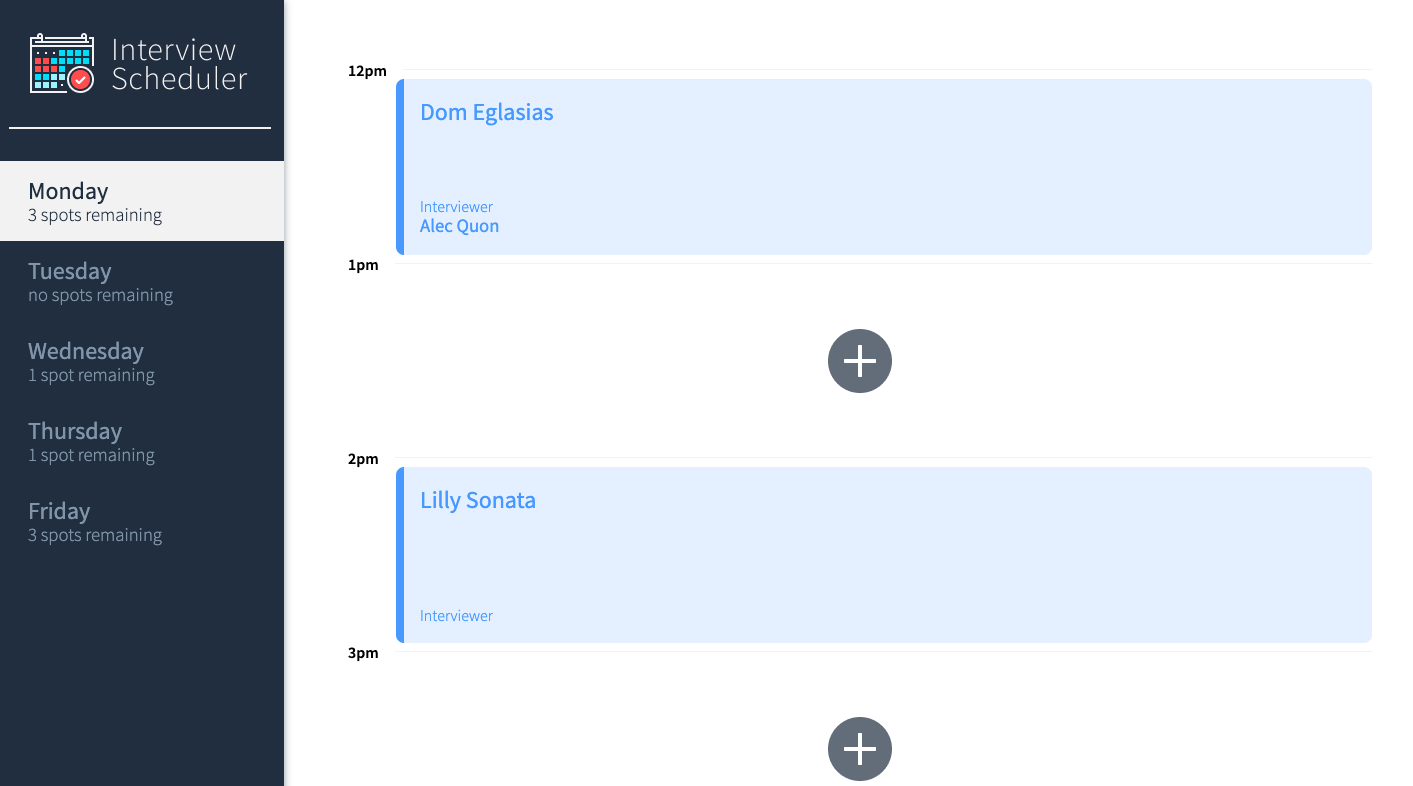 Interview
Scheduler
Monday
3 spots remaining
Tuesday
no spots remaining
Wednesday
1 spot remaining
Thursday
1 spot remaining
Friday
3 spots remaining
12pm
Dom Eglasias
Interviewer
Alec Quon
1pm
2pm
Lilly Sonata
Interviewer
3pm